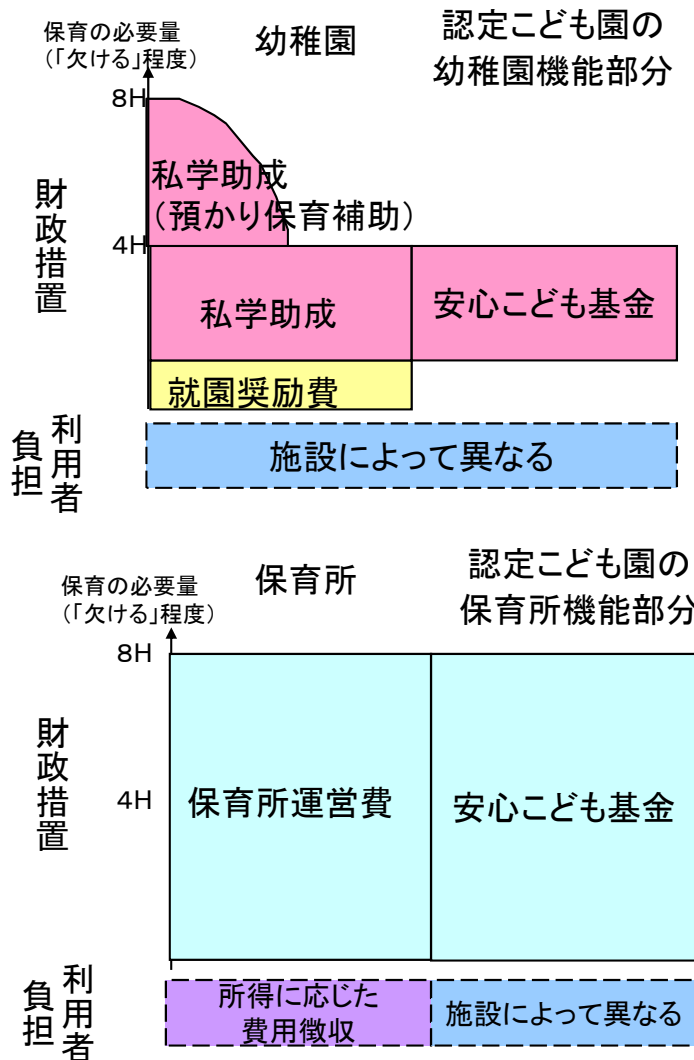 保育の必要量
(「欠ける」程度)
幼稚園
認定こども園の
幼稚園機能部分
8H
私学助成
(預かり保育補助)
財政措置
4H
私学助成
安心こども基金
就園奨励費
利用者
負担
施設によって異なる
保育の必要量
(「欠ける」程度)
保育所
認定こども園の
保育所機能部分
8H
財政措置
4H
保育所運営費
安心こども基金
利用者
負担
所得に応じた
費用徴収
施設によって異なる